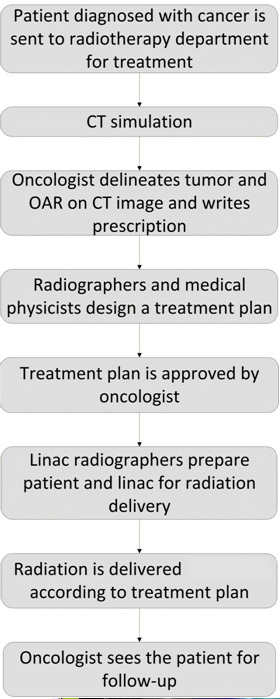 Patient diagnosed with cancer is
sent to radiotherapy department
for treatment
CT simulation
Oncologist delineates tumor and
OAR on CT image and writes
prescription
Radiographers and medical
physicists design a treatment plan
Treatment plan is approved by
oncologist
Linac radiographers prepare
patient and linac for radiation
delivery
Radiation is delivered
according to treatment plan
Oncologist sees the patient for
follow-up